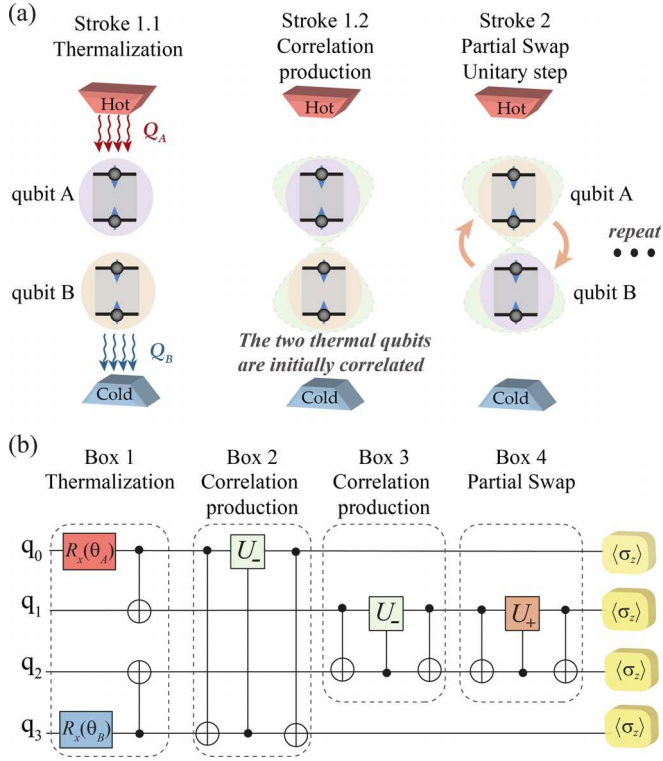 (a)
Stroke 1.1
Thermalization
Stroke 1.2
Correlation
production
Stroke 2
Partial Swap
Unitary step
Hot
Hot
Hot
Q_A
qubit A
qubit A
repeat
• • •
qubit B
qubit B
Q_B
The two thermal qubits
are initially correlated
Cold
Cold
Cold
(b)
Box 1
Thermalization
Box 2
Correlation
production
Box 3
Correlation
production
Box 4
Partial Swap
q₀
R_x(θ_A)
U_-
⟨σ_z⟩
q₁
U_-
U_+
⟨σ_z⟩
q₂
⟨σ_z⟩
q₃
R_x(θ_B)
⟨σ_z⟩